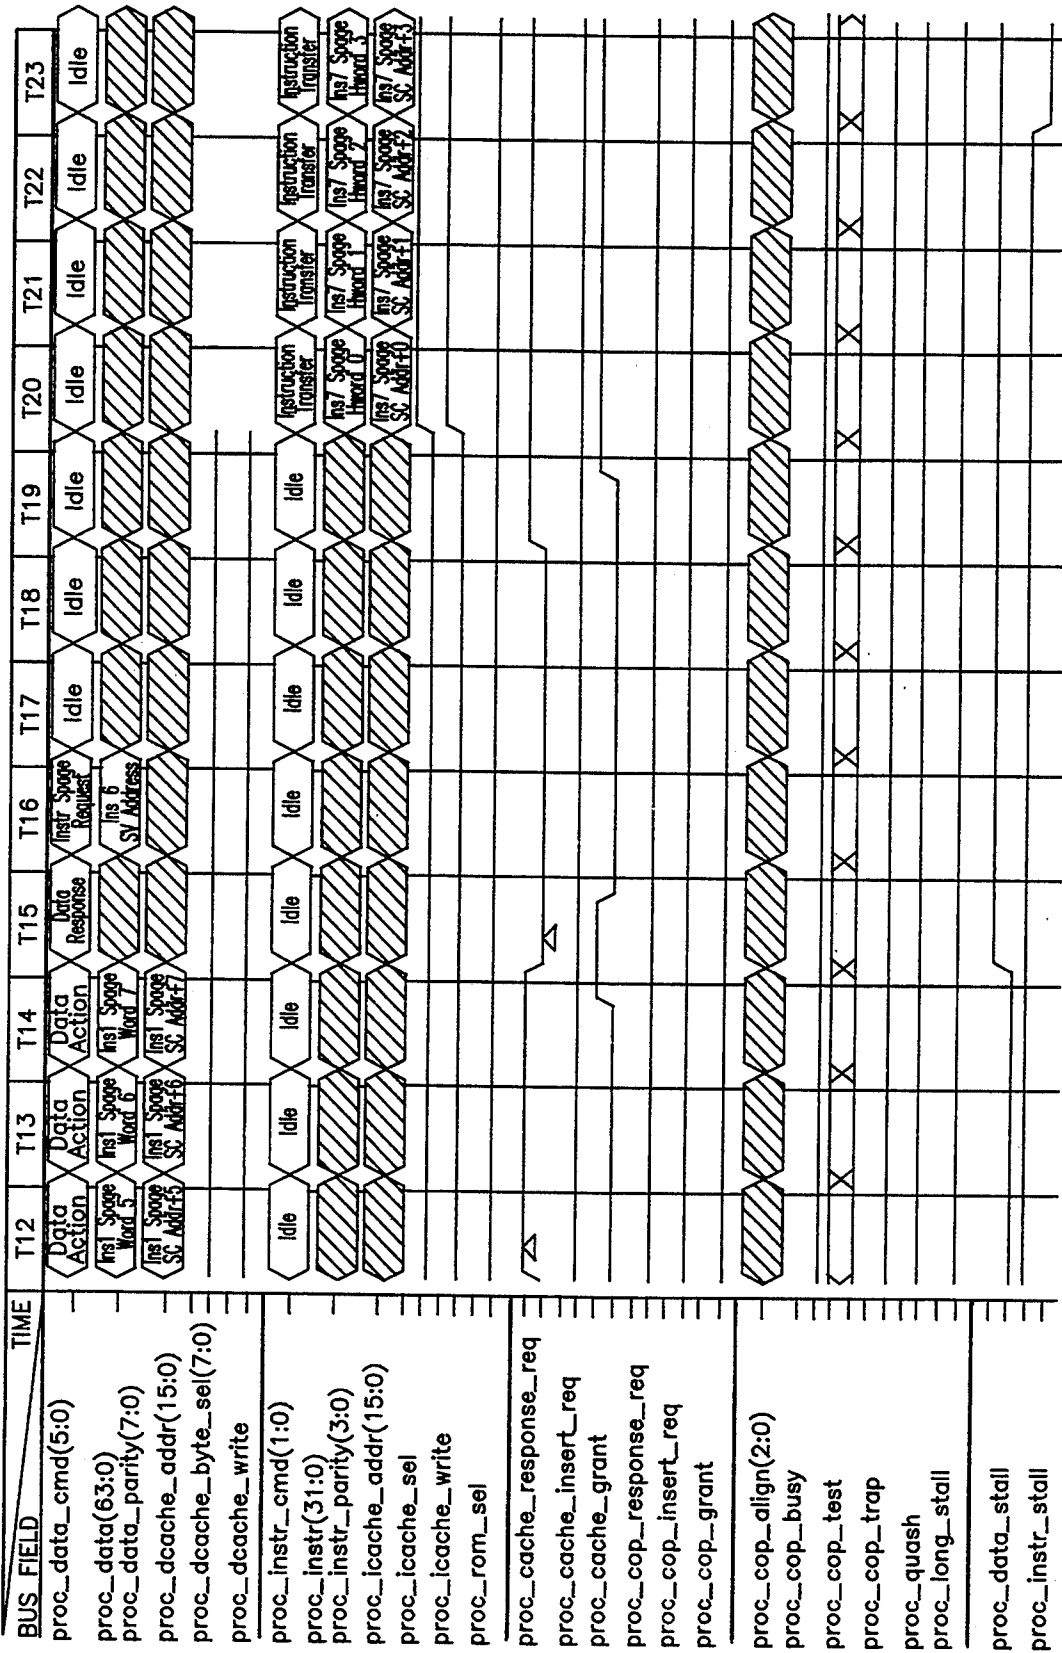 BUS FIELD TIME T12 T13 T14 T15 T16 T17 T18 T19 T20 T21 T22 T23
proc_data_cmd(5:0)
Data Action
Data Action
Data Action
Data Response
Instr Spage Request
Idle
Idle
Idle
Idle
Idle
Idle
Idle
proc_data(63:0)
proc_data_parity(7:0)
Ins1 Spage Word 5
Ins1 Spage Word 6
Ins1 Spage Word 7
Ins 6 SV Address
proc_dcache_addr(15:0)
Ins1 Spage SC Addr+5
Ins1 Spage SC Addr+6
Ins1 Spage SC Addr+7
proc_dcache_byte_sel(7:0)
proc_dcache_write
proc_instr_cmd(1:0)
Idle
Idle
Idle
Idle
Idle
Idle
Idle
Idle
Instruction Transfer
Instruction Transfer
Instruction Transfer
Instruction Transfer
proc_instr(31:0)
proc_instr_parity(3:0)
Ins7 Spage Hword 0
Ins7 Spage Hword 1
Ins7 Spage Hword 2
Ins7 Spage Hword 3
proc_icache_addr(15:0)
Ins7 Spage SC Addr+0
Ins7 Spage SC Addr+1
Ins7 Spage SC Addr+2
Ins7 Spage SC Addr+3
proc_icache_sel
proc_icache_write
proc_rom_sel
proc_cache_response_req
proc_cache_insert_req
proc_cache_grant
proc_cop_response_req
proc_cop_insert_req
proc_cop_grant
proc_cop_align(2:0)
proc_cop_busy
proc_cop_test
proc_cop_trap
proc_quash
proc_long_stall
proc_data_stall
proc_instr_stall